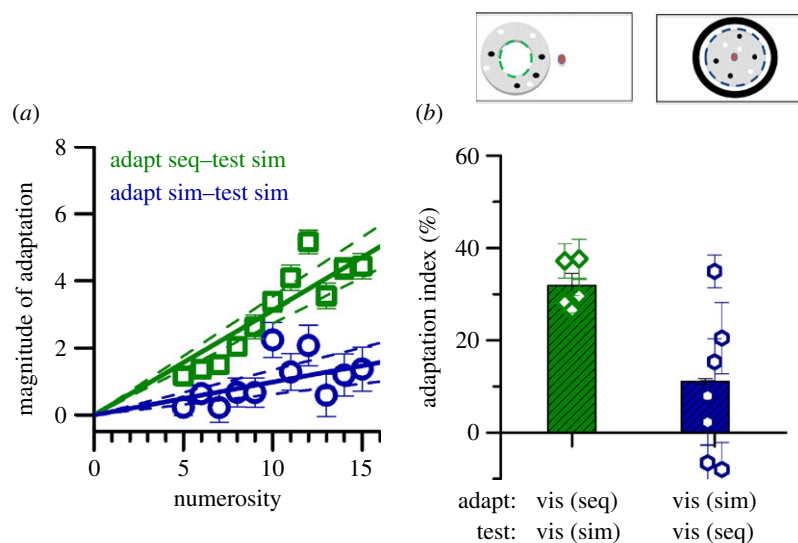 (a)
(b)
adapt seq–test sim
adapt sim–test sim
magnitude of adaptation
8
6
4
2
0
0 5 10 15
numerosity
adaptation index (%)
60
40
20
0
adapt: vis (seq) vis (sim)
test: vis (sim) vis (seq)